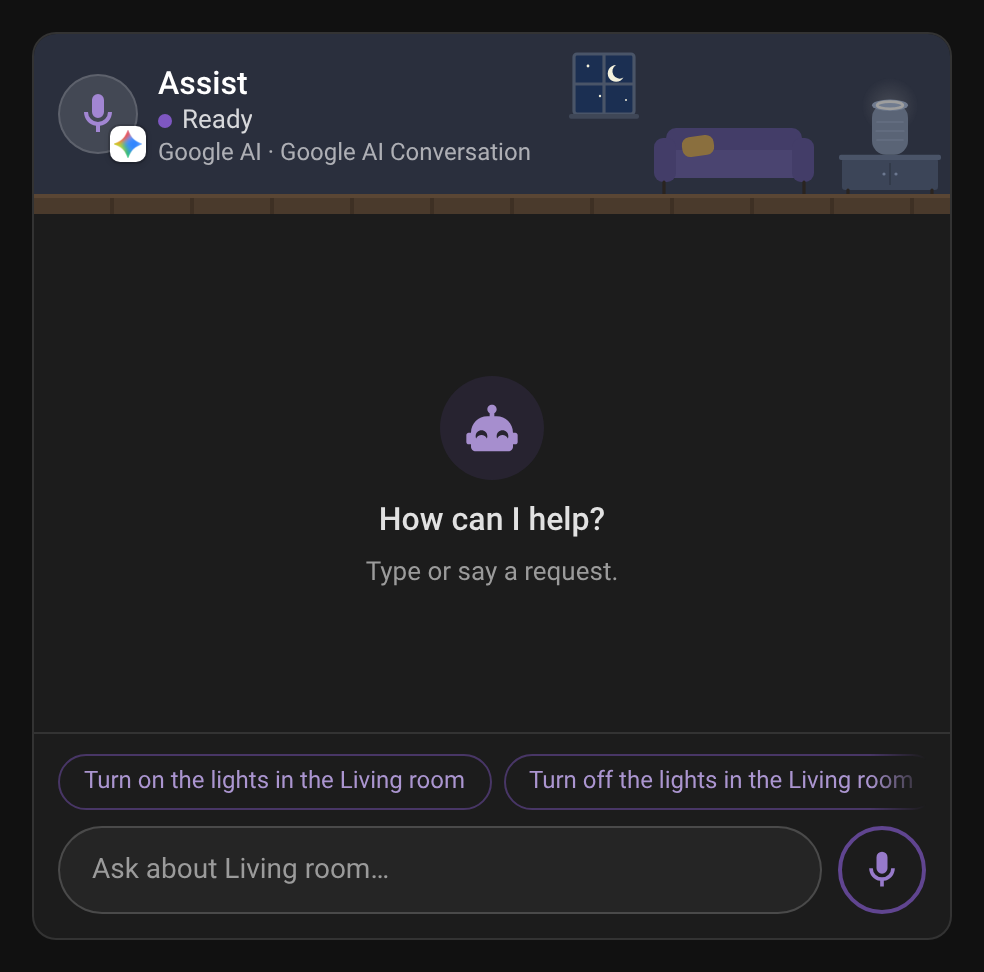 Assist
Ready
Google AI · Google AI Conversation
How can I help?
Type or say a request.
Turn on the lights in the Living room
Turn off the lights in the Living room
Ask about Living room…